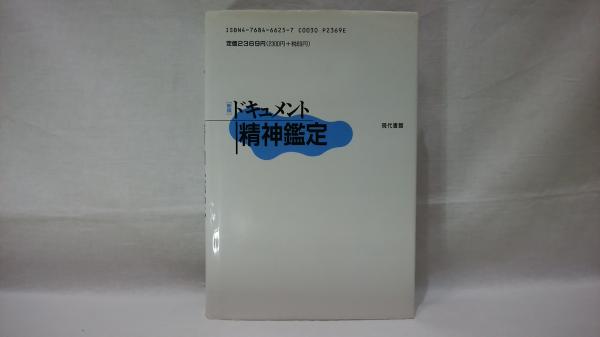 ISBN4-7684-6625-7 C0030 P2369E
定価2369円(2300円+税69円)
ドキュメント
精神鑑定
現代書館